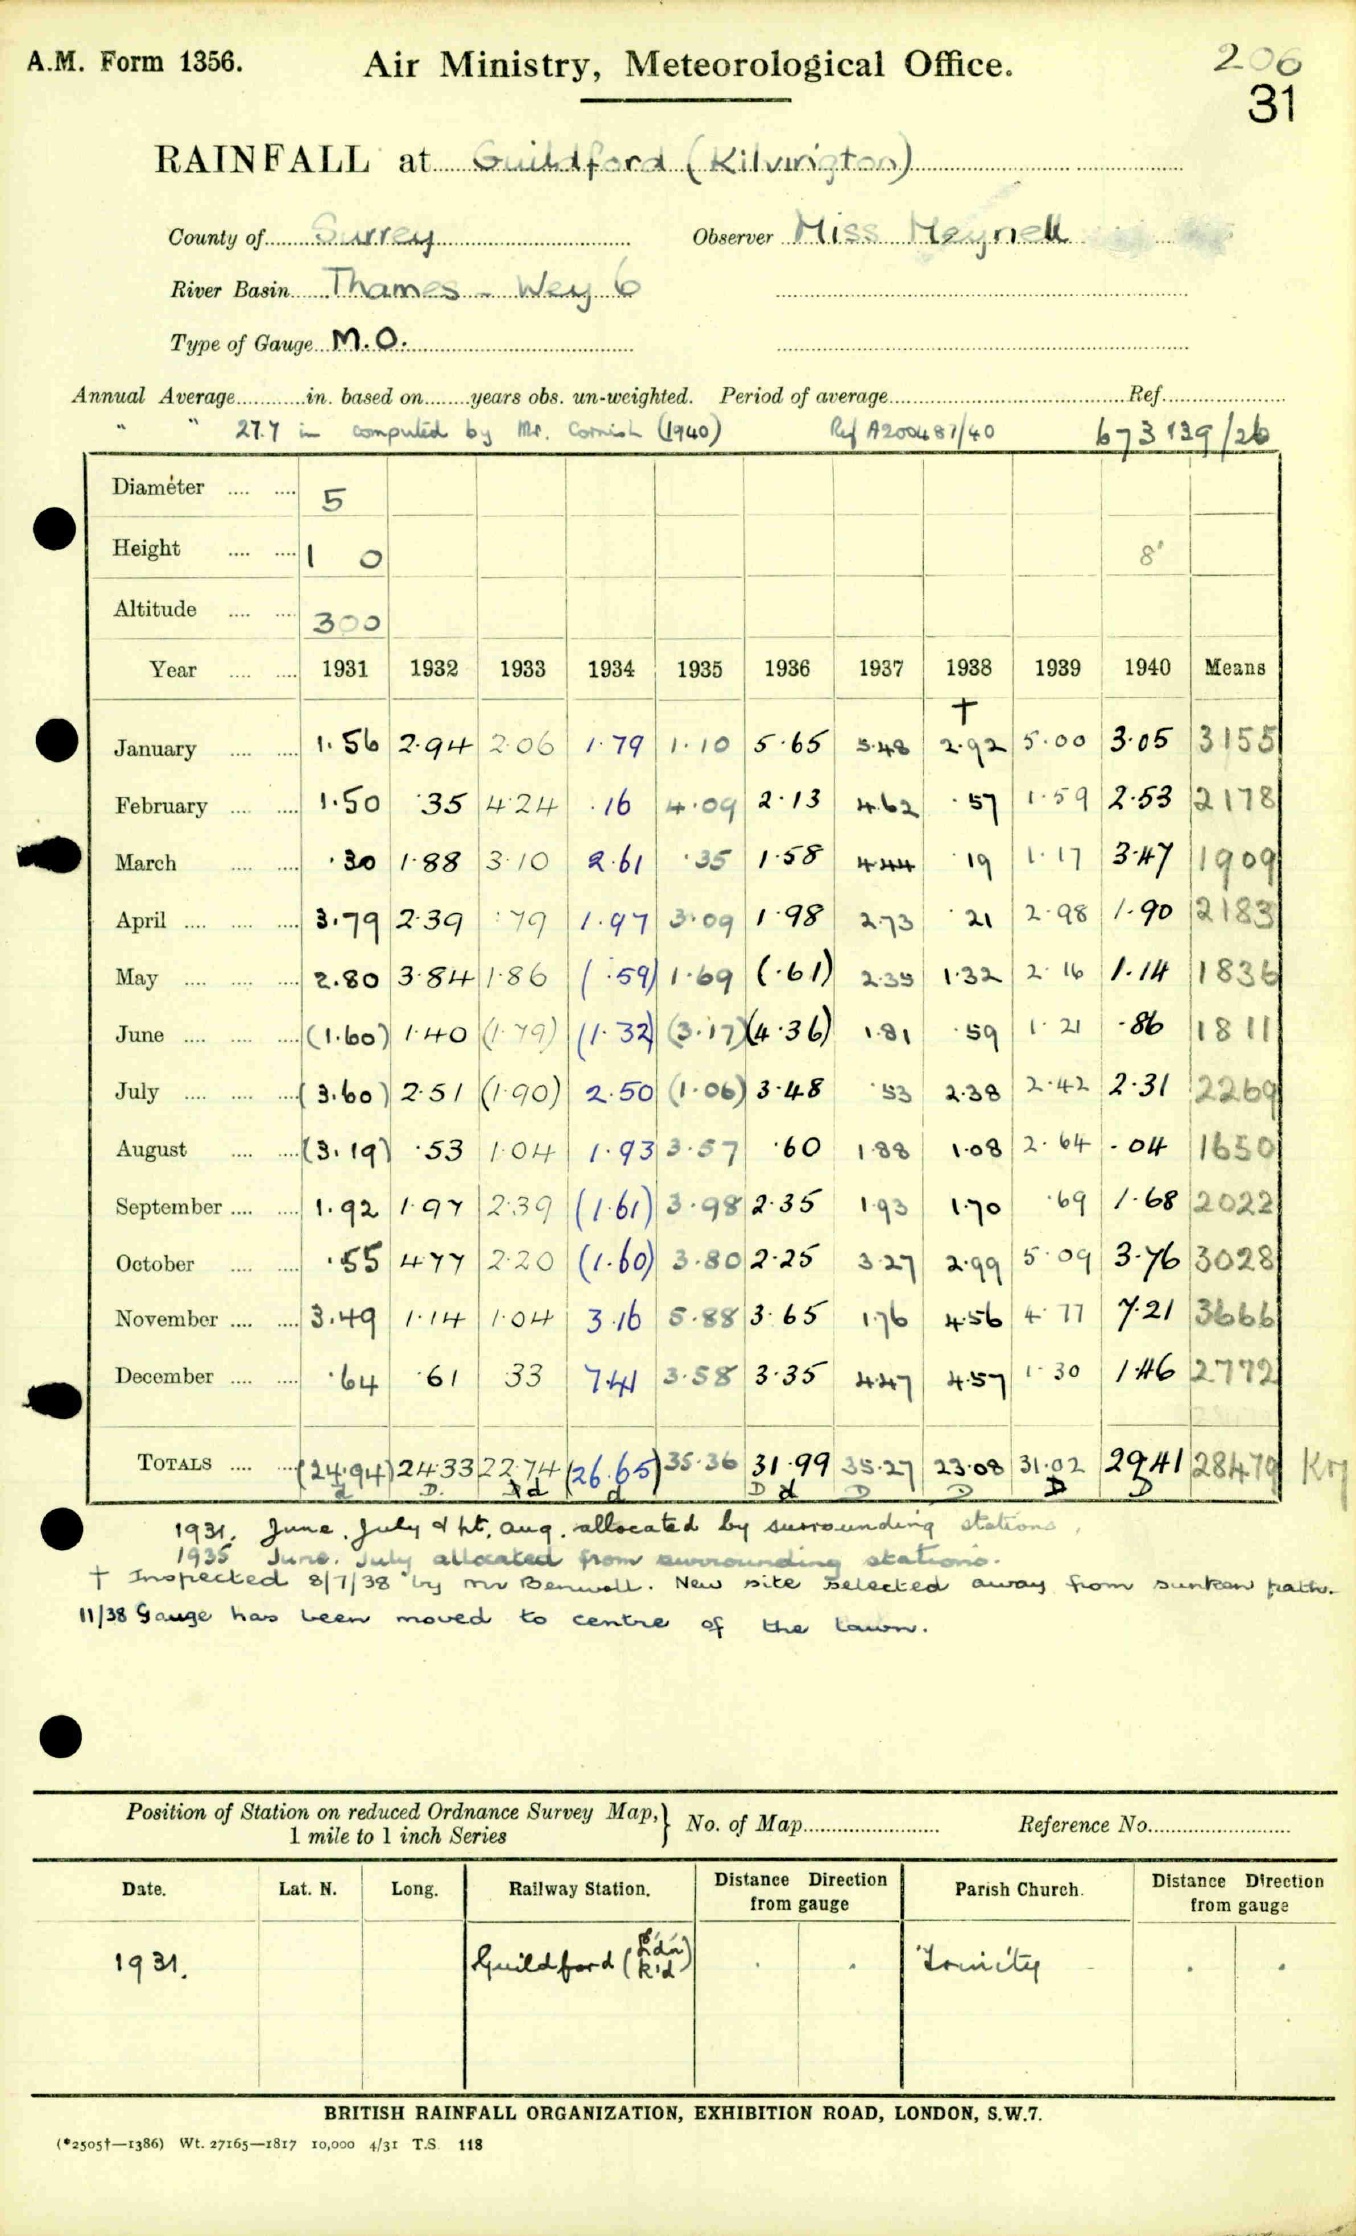 A.M. Form 1356.
Air Ministry, Meteorological Office.
206
31
RAINFALL at Guildford (Kilvington)
County of Surrey Observer Miss Meynell
River Basin Thames - Wey 6
Type of Gauge M.O.
Annual Average in. based on years obs. un-weighted. Period of average Ref.
" " 27.7 in computed by Mr. Cornish (1940) Ref A200481/40 673139/26
Diameter 5
Height 1 0 8'
Altitude 300
Year 1931 1932 1933 1934 1935 1936 1937 1938 1939 1940 Means
†
January 1.56 2.94 2.06 1.79 1.10 5.65 5.48 2.92 5.00 3.05 3155
February 1.50 .35 4.24 .16 4.09 2.13 4.62 .57 1.59 2.53 2178
March .30 1.88 3.10 2.61 .35 1.58 4.44 .19 1.17 3.47 1909
April 3.79 2.39 .79 1.97 3.09 1.98 2.73 .21 2.98 1.90 2183
May 2.80 3.84 1.86 (.59) 1.69 (.61) 2.35 1.32 2.16 1.14 1836
June (1.60) 1.40 (1.79) (1.32) (3.17) (4.36) 1.81 .59 1.21 .86 1811
July (3.60) 2.51 (1.90) 2.50 (1.06) 3.48 .53 2.38 2.42 2.31 2269
August (3.19) .53 1.04 1.93 3.57 .60 1.88 1.08 2.64 .04 1650
September 1.92 1.97 2.39 (1.61) 3.98 2.35 1.93 1.70 .69 1.68 2022
October .55 4.77 2.20 (1.60) 3.80 2.25 3.27 2.99 5.09 3.76 3028
November 3.49 1.14 1.04 3.16 5.88 3.65 1.76 4.56 4.77 7.21 3666
December .64 .61 33 7.41 3.58 3.35 4.47 4.57 1.30 1.46 2772
TOTALS (24.94) 24.33 22.74 (26.65) 35.36 31.99 35.27 23.08 31.02 29.41 28479
d D. d d D d D D D D
1931. June, July & pt. Aug. allocated by surrounding stations.
1935 June. July allocated from surrounding stations.
† Inspected 8/7/38 by Mr Benwell. New site selected away from sunken path.
11/38 Gauge has been moved to centre of the lawn.
Position of Station on reduced Ordnance Survey Map, 1 mile to 1 inch Series } No. of Map Reference No.
Date. Lat. N. Long. Railway Station. Distance Direction from gauge Parish Church. Distance Direction from gauge
1931. Guildford Trinity
BRITISH RAINFALL ORGANIZATION, EXHIBITION ROAD, LONDON, S.W.7.
(*2505†—1386) Wt. 27165—1817 10,000 4/31 T.S. 118